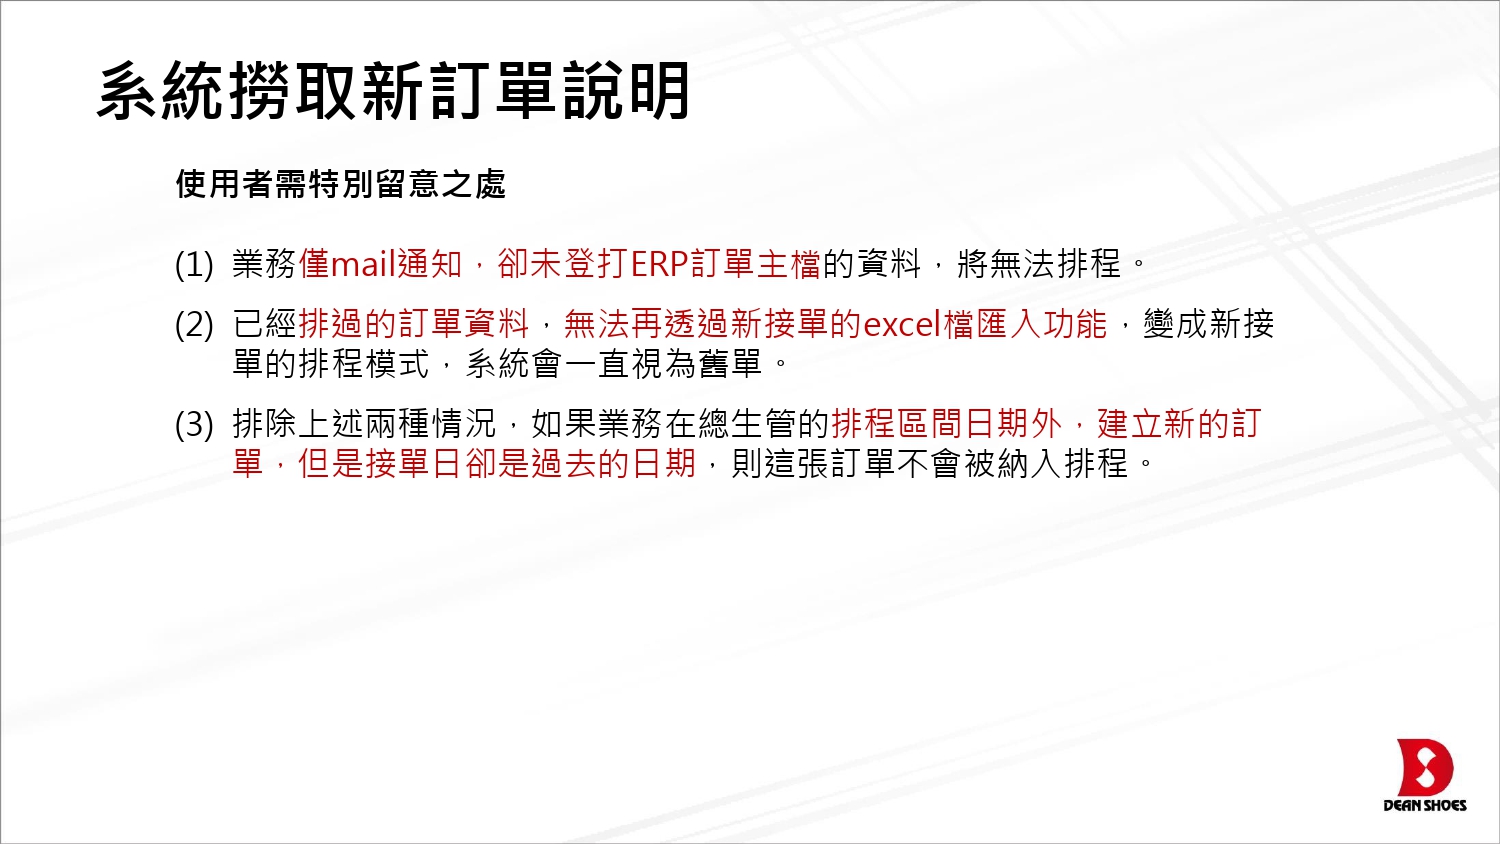 系統撈取新訂單說明
使用者需特別留意之處
(1) 業務僅mail通知，卻未登打ERP訂單主檔的資料，將無法排程。
(2) 已經排過的訂單資料，無法再透過新接單的excel檔匯入功能，變成新接
單的排程模式，系統會一直視為舊單。
(3) 排除上述兩種情況，如果業務在總生管的排程區間日期外，建立新的訂
單，但是接單日卻是過去的日期，則這張訂單不會被納入排程。
DEAN SHOES